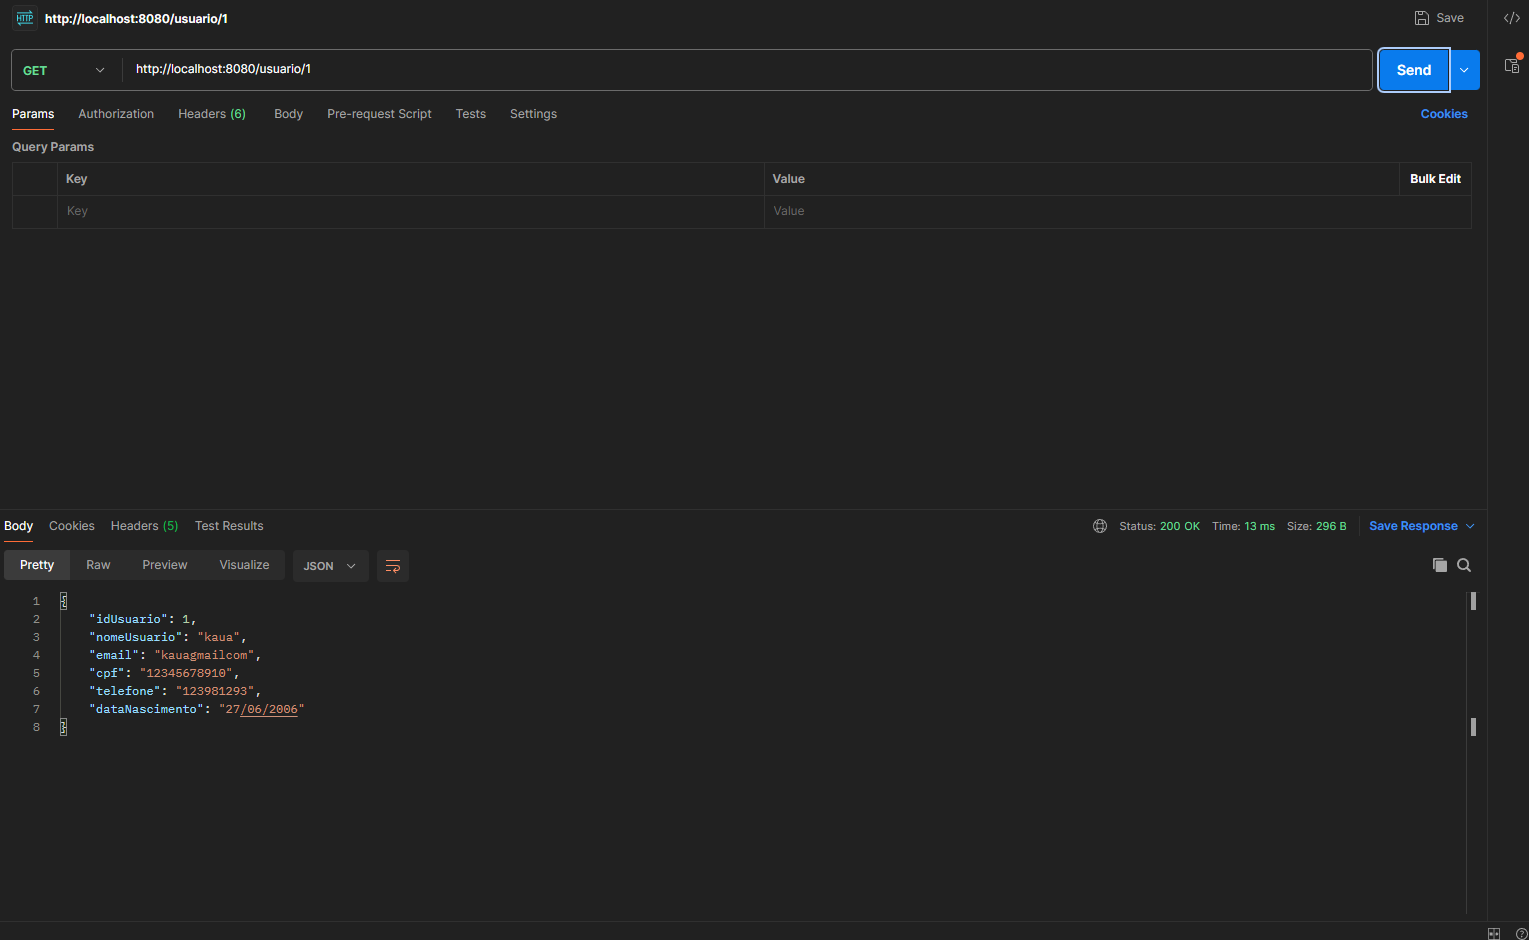 HTTP http://localhost:8080/usuario/1 Save </>
GET http://localhost:8080/usuario/1 Send
Params Authorization Headers (6) Body Pre-request Script Tests Settings Cookies
Query Params
Key Value Bulk Edit
Key Value
Body Cookies Headers (5) Test Results Status: 200 OK Time: 13 ms Size: 296 B Save Response
Pretty Raw Preview Visualize JSON
1 {
2 "idUsuario": 1,
3 "nomeUsuario": "kaua",
4 "email": "kauagmailcom",
5 "cpf": "12345678910",
6 "telefone": "123981293",
7 "dataNascimento": "27/06/2006"
8 }